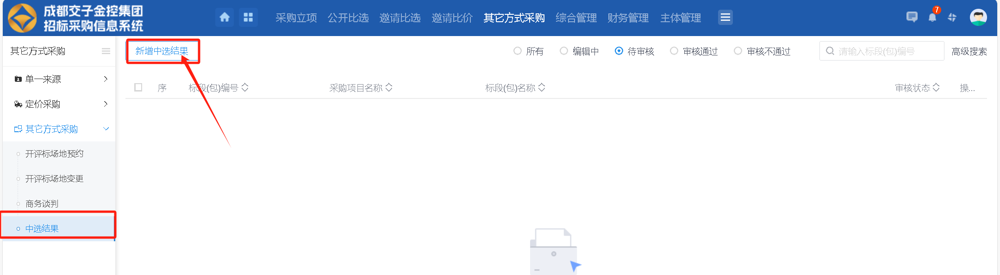 成都交子金控集团
招标采购信息系统
采购立项 公开比选 邀请比选 邀请比价 其它方式采购 综合管理 财务管理 主体管理
7
其它方式采购
单一来源
定价采购
其它方式采购
开评标场地预约
开评标场地变更
商务谈判
中选结果
新增中选结果
所有 编辑中 待审核 审核通过 审核不通过
请输入标段(包)编号
高级搜索
序 标段(包)编号 采购项目名称 标段(包)名称 审核状态 操...